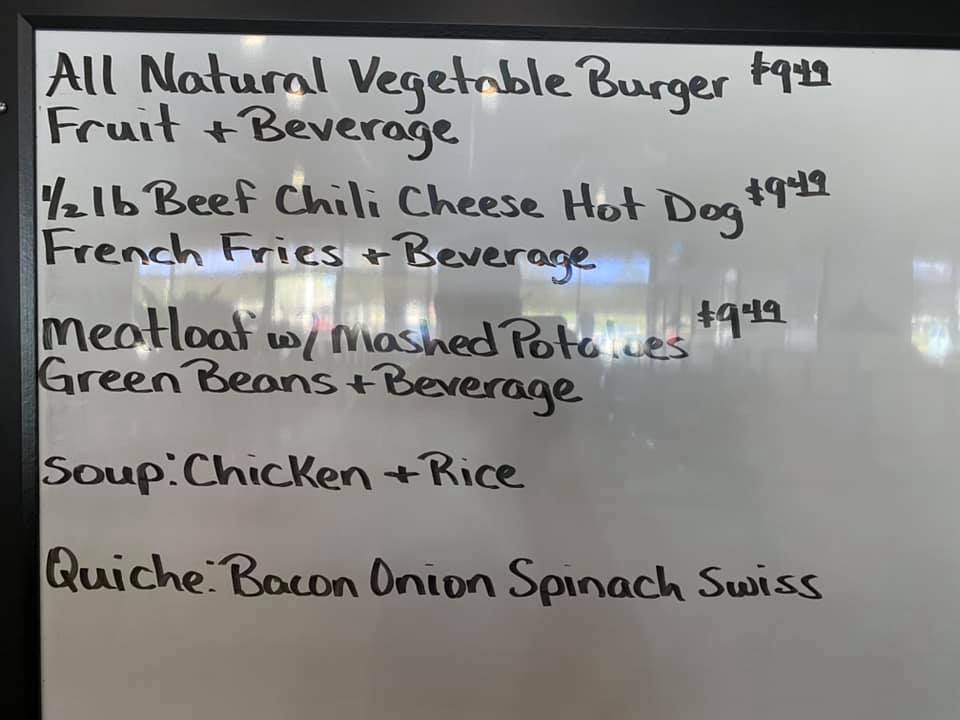 All Natural Vegetable Burger $9.49
Fruit + Beverage
1/2 lb Beef Chili Cheese Hot Dog $9.49
French Fries + Beverage
Meatloaf w/ Mashed Potatoes $9.49
Green Beans + Beverage
Soup: Chicken + Rice
Quiche: Bacon Onion Spinach Swiss